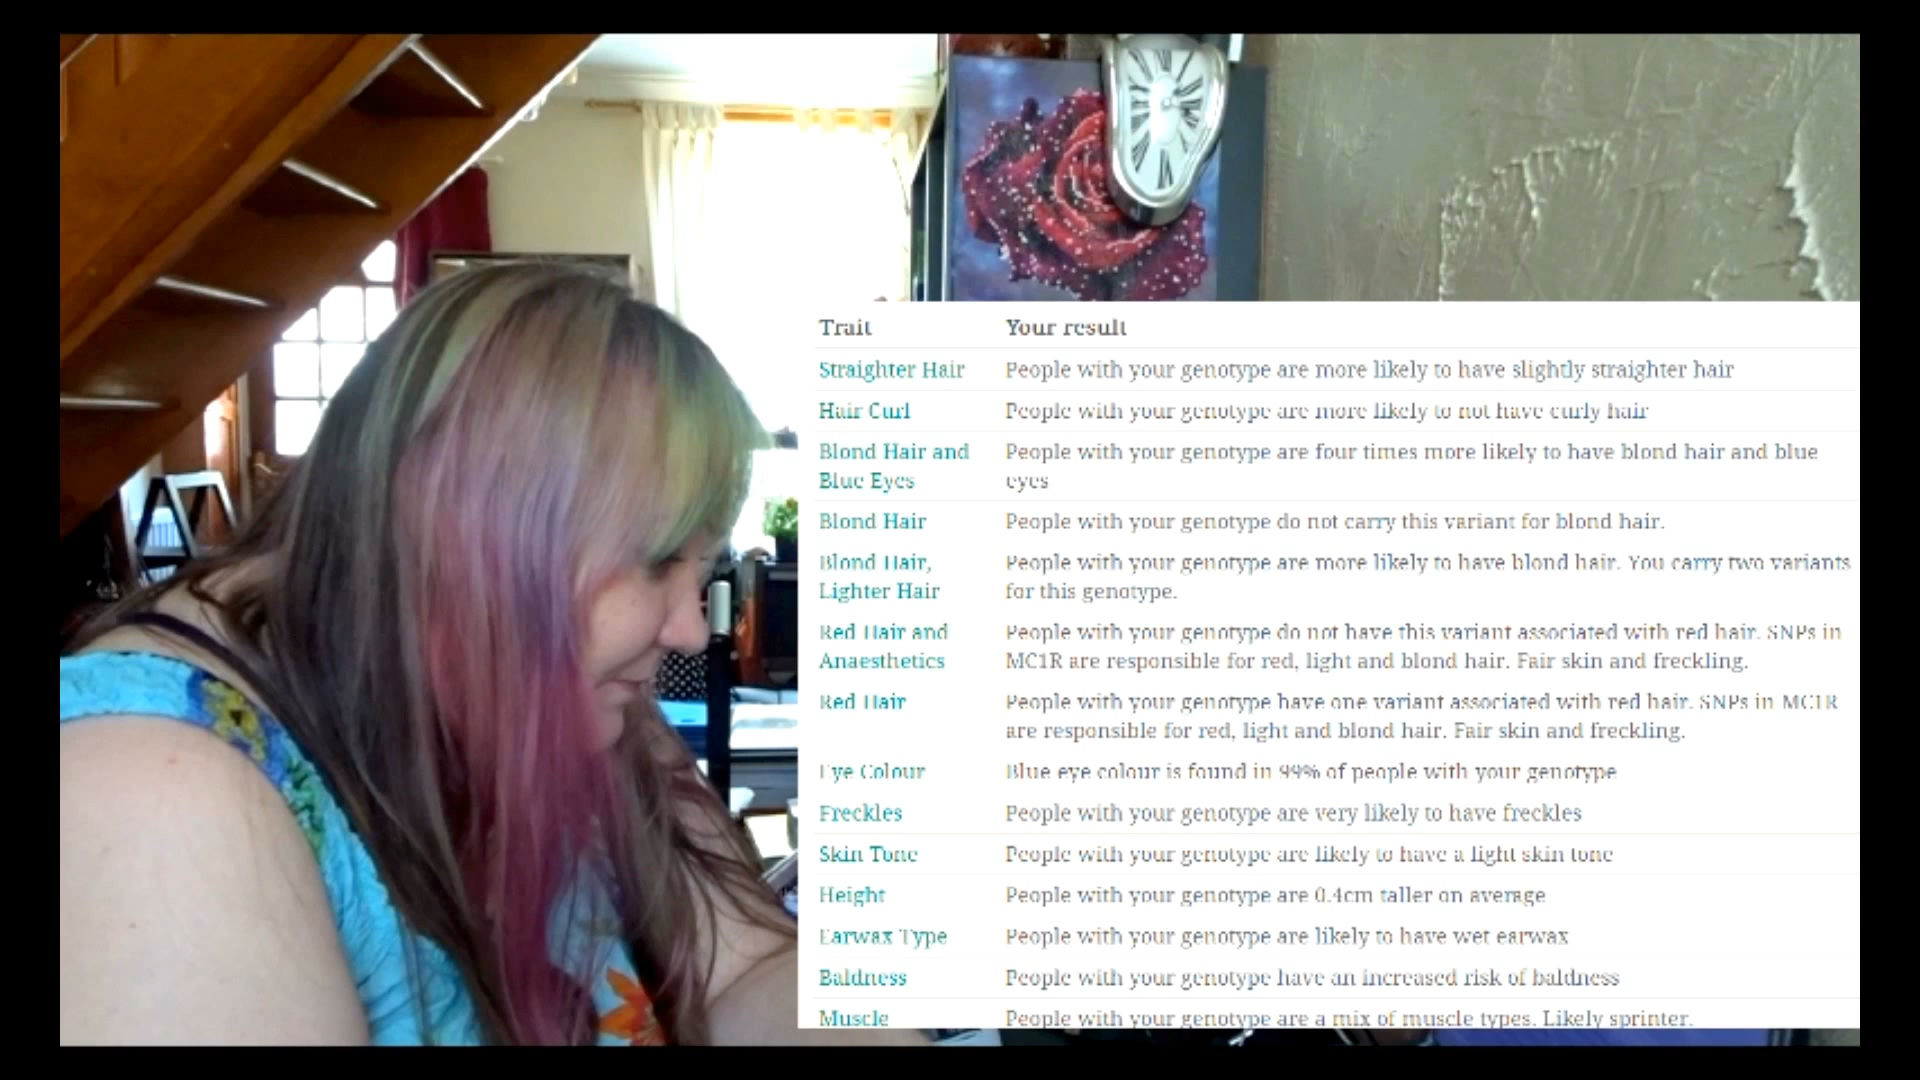 Trait Your result
Straighter Hair People with your genotype are more likely to have slightly straighter hair
Hair Curl People with your genotype are more likely to not have curly hair
Blond Hair and People with your genotype are four times more likely to have blond hair and blue
Blue Eyes eyes
Blond Hair People with your genotype do not carry this variant for blond hair.
Blond Hair, People with your genotype are more likely to have blond hair. You carry two variants
Lighter Hair for this genotype.
Red Hair and People with your genotype do not have this variant associated with red hair. SNPs in
Anaesthetics MC1R are responsible for red, light and blond hair. Fair skin and freckling.
Red Hair People with your genotype have one variant associated with red hair. SNPs in MC1R
are responsible for red, light and blond hair. Fair skin and freckling.
Eye Colour Blue eye colour is found in 99% of people with your genotype
Freckles People with your genotype are very likely to have freckles
Skin Tone People with your genotype are likely to have a light skin tone
Height People with your genotype are 0.4cm taller on average
Earwax Type People with your genotype are likely to have wet earwax
Baldness People with your genotype have an increased risk of baldness
Muscle People with your genotype are a mix of muscle types. Likely sprinter.